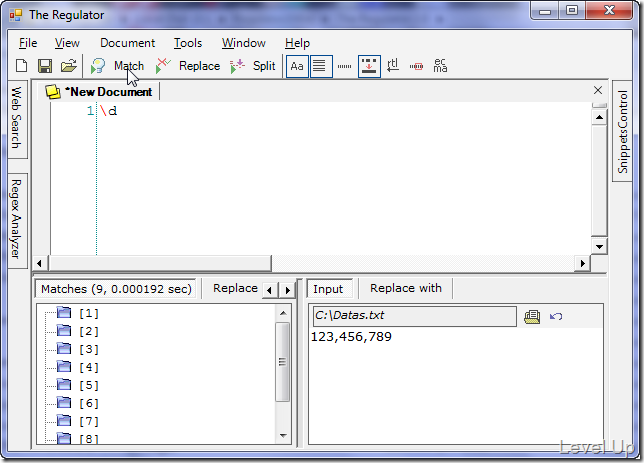 The Regulator
File View Document Tools Window Help
Match Replace Split Aa rtl ec ma
Web Search
Regex Analyzer
*New Document
SnippetsControl
1 \d
Matches (9, 0.000192 sec) Replace
[1]
[2]
[3]
[4]
[5]
[6]
[7]
[8]
Input Replace with
C:\Datas.txt
123,456,789
Level Up